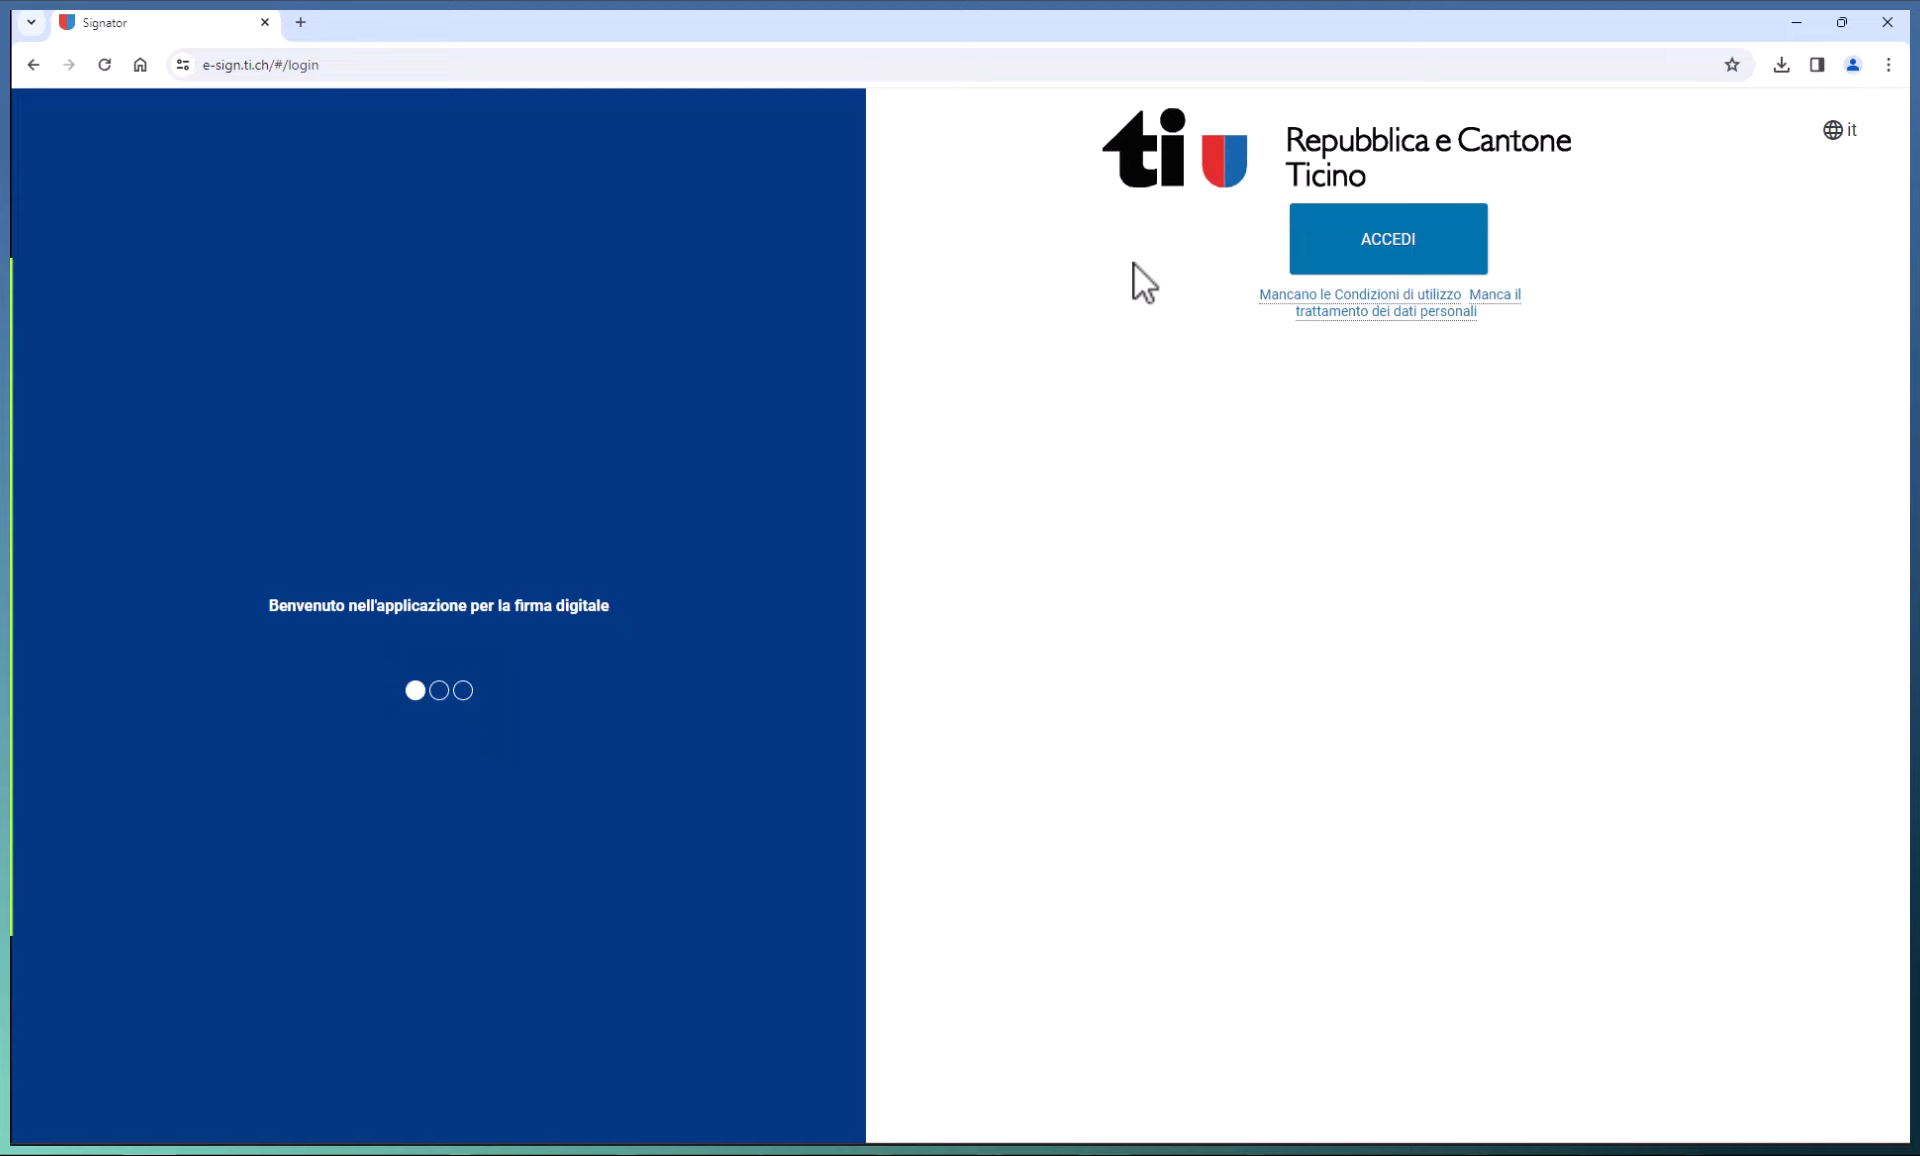 Signator
e-sign.ti.ch/#/login
ti
Repubblica e Cantone
Ticino
it
ACCEDI
Mancano le Condizioni di utilizzo Manca il
trattamento dei dati personali
Benvenuto nell'applicazione per la firma digitale